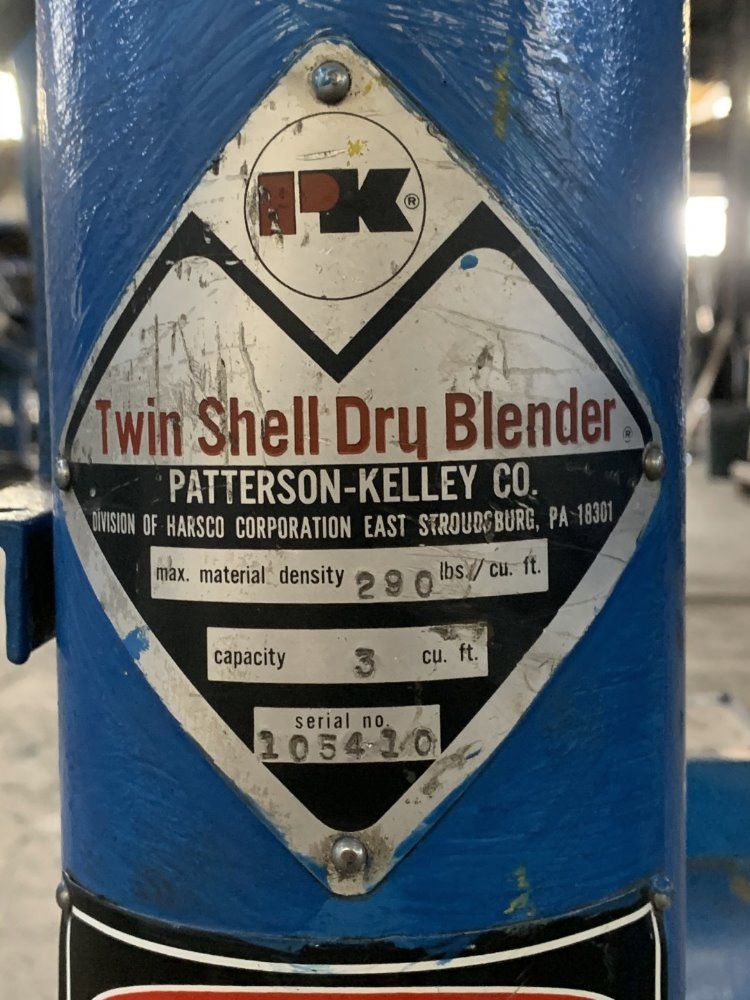 PK®
Twin Shell Dry Blender®
PATTERSON-KELLEY CO.
DIVISION OF HARSCO CORPORATION EAST STROUDSBURG, PA 18301
max. material density 290 lbs./ cu. ft.
capacity 3 cu. ft.
serial no.
105410